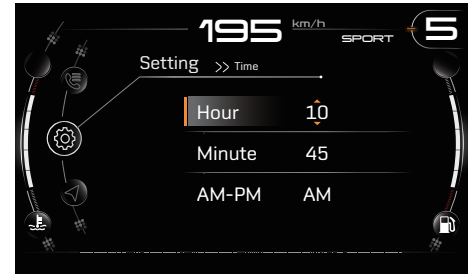 195 km/h SPORT 5
Setting >> Time
Hour 10
Minute 45
AM-PM AM